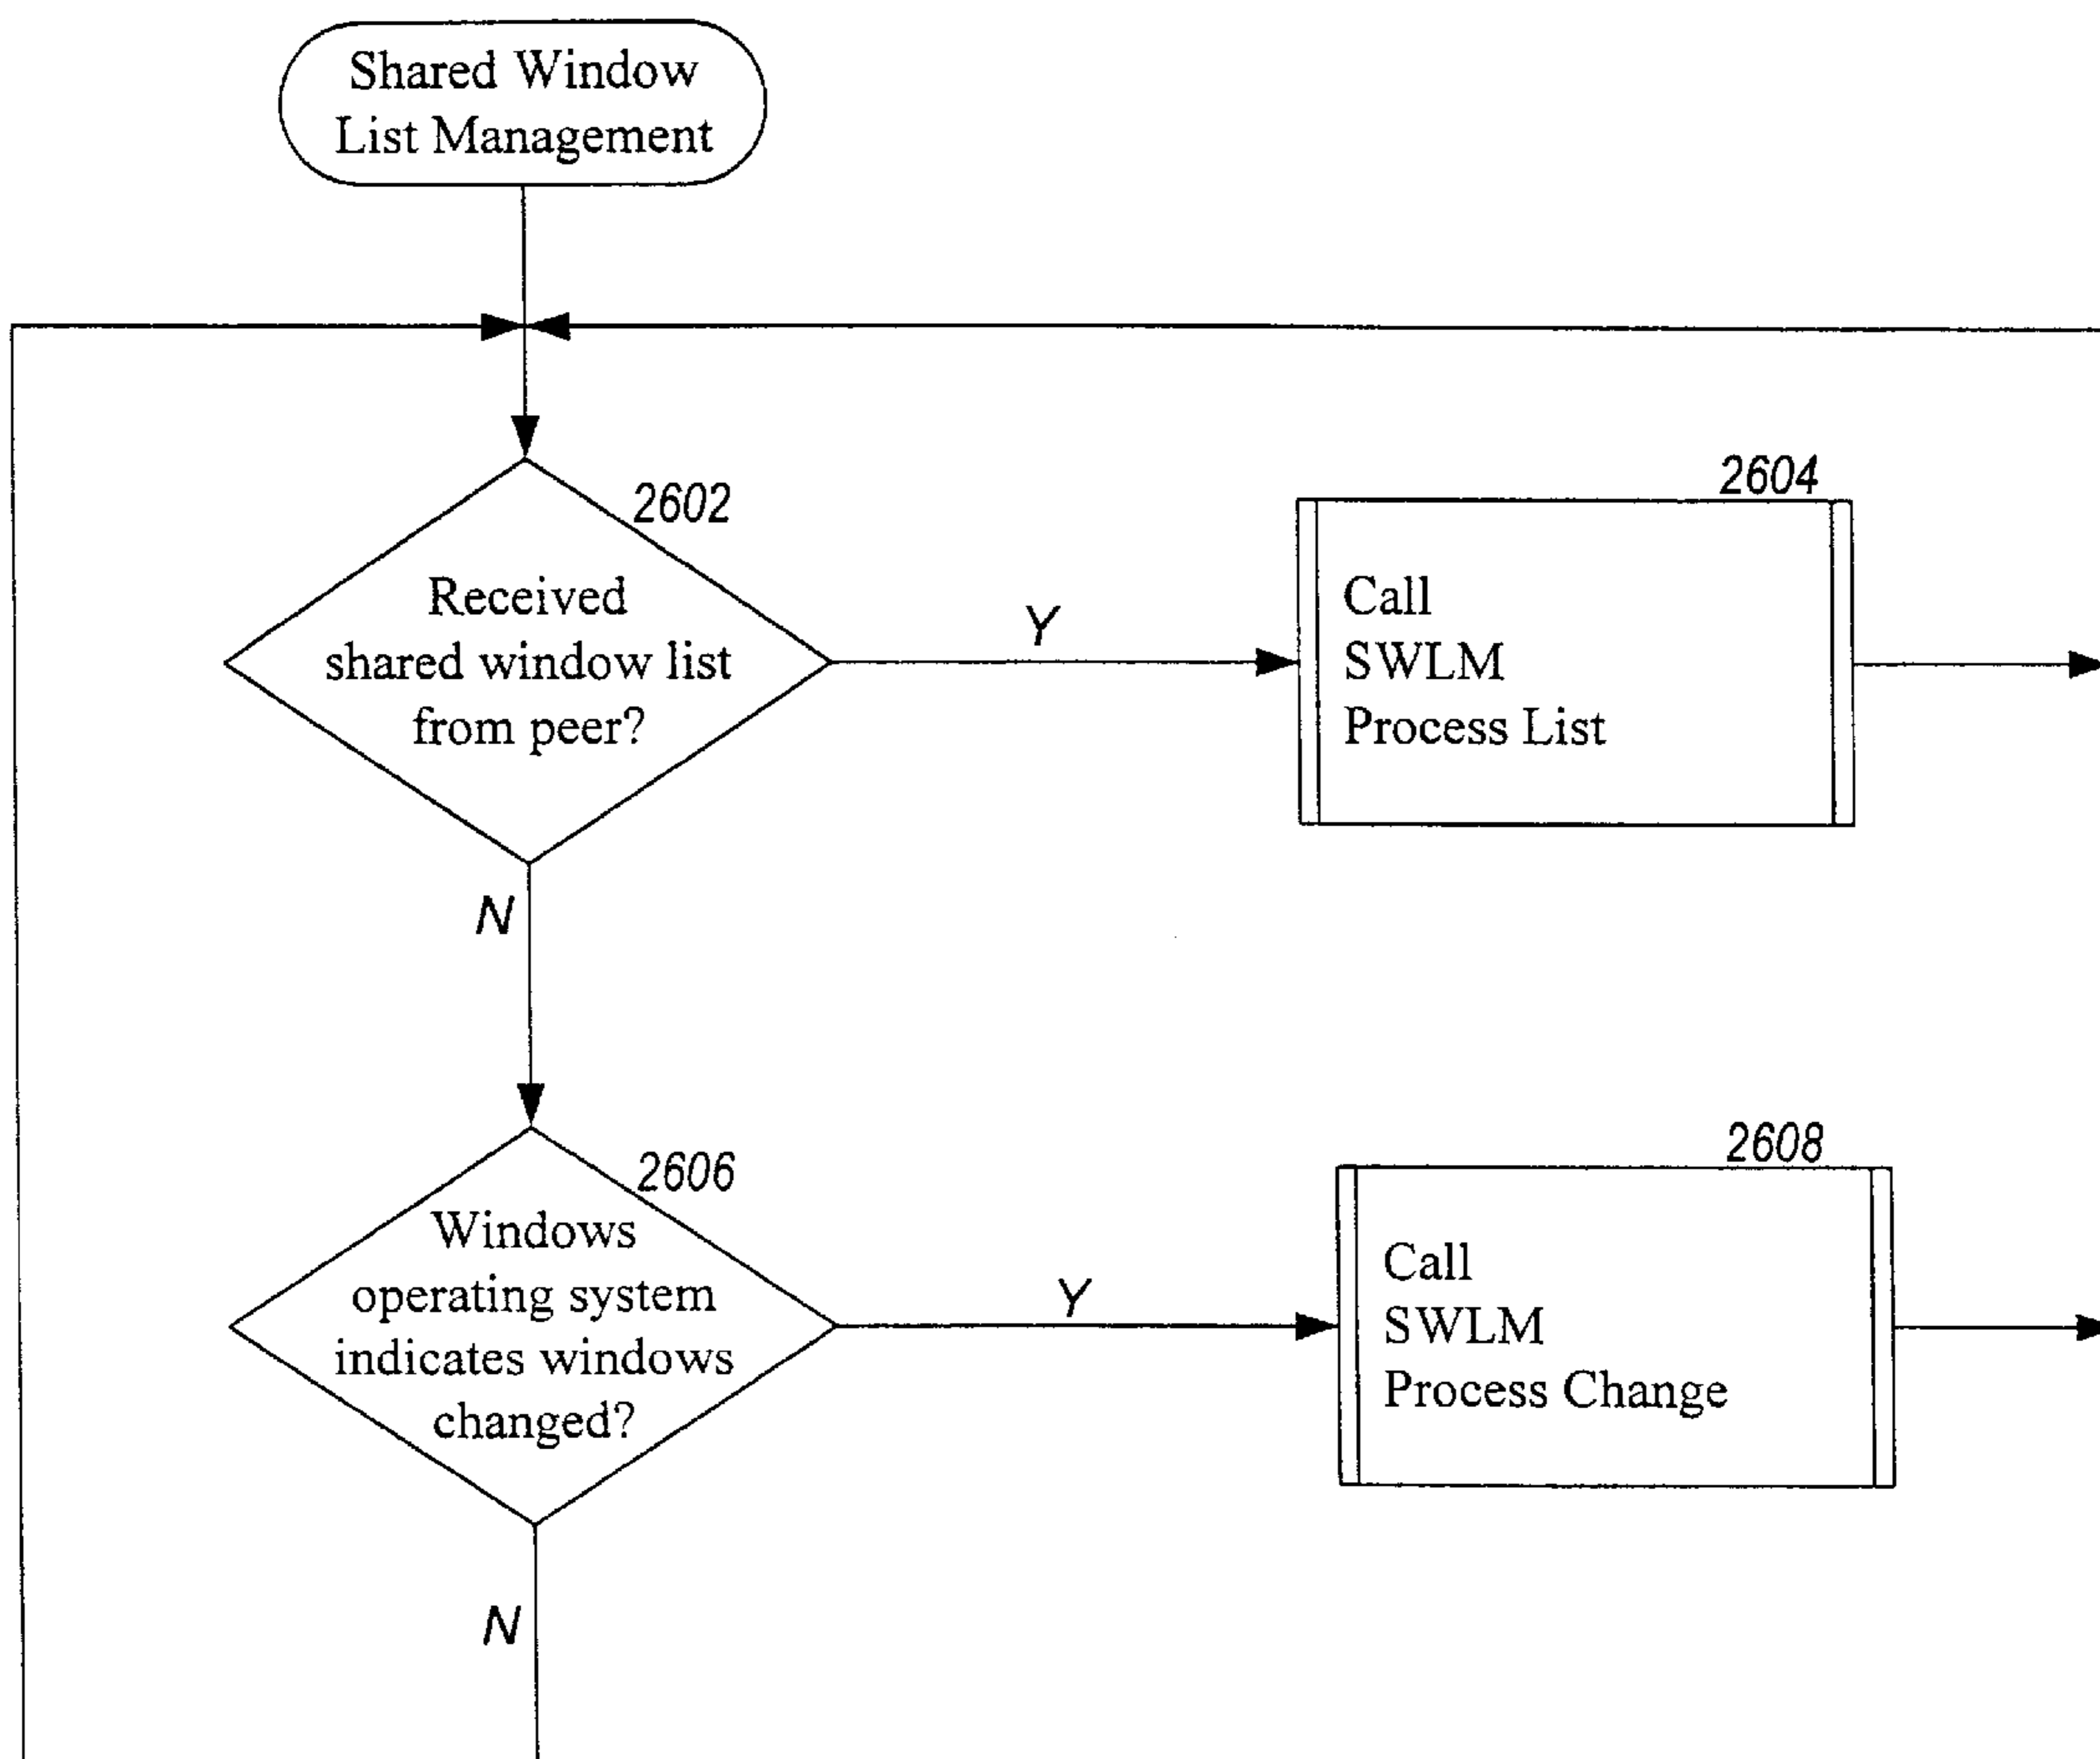 Shared Window
List Management
2602
Received
shared window list
from peer?
Y
2604
Call
SWLM
Process List
N
2606
Windows
operating system
indicates windows
changed?
Y
2608
Call
SWLM
Process Change
N